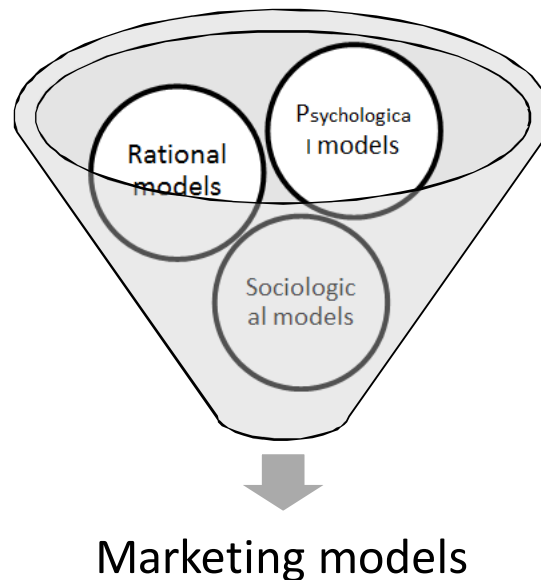 Rational
models
Psychologica
l models
Sociologic
al models
Marketing models